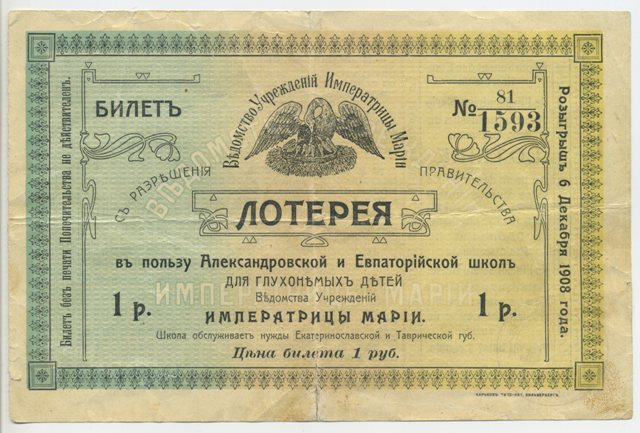 Вѣдомство Учрежденій Императрицы Маріи
БИЛЕТЪ
№ 81
1593
СЪ РАЗРѢШЕНІЯ ПРАВИТЕЛЬСТВА
ЛОТЕРЕЯ
въ пользу Александровской и Евпаторійской школъ
ДЛЯ ГЛУХОНѢМЫХЪ ДѢТЕЙ
Вѣдомства Учрежденій
ИМПЕРАТРИЦЫ МАРІИ.
1 р.
1 р.
Школа обслуживаетъ нужды Екатеринославской и Таврической губ.
Цѣна билета 1 руб.
Билетъ безъ печати Попечительства не дѣйствителенъ.
Розыгрышъ 6 Декабря 1908 года.